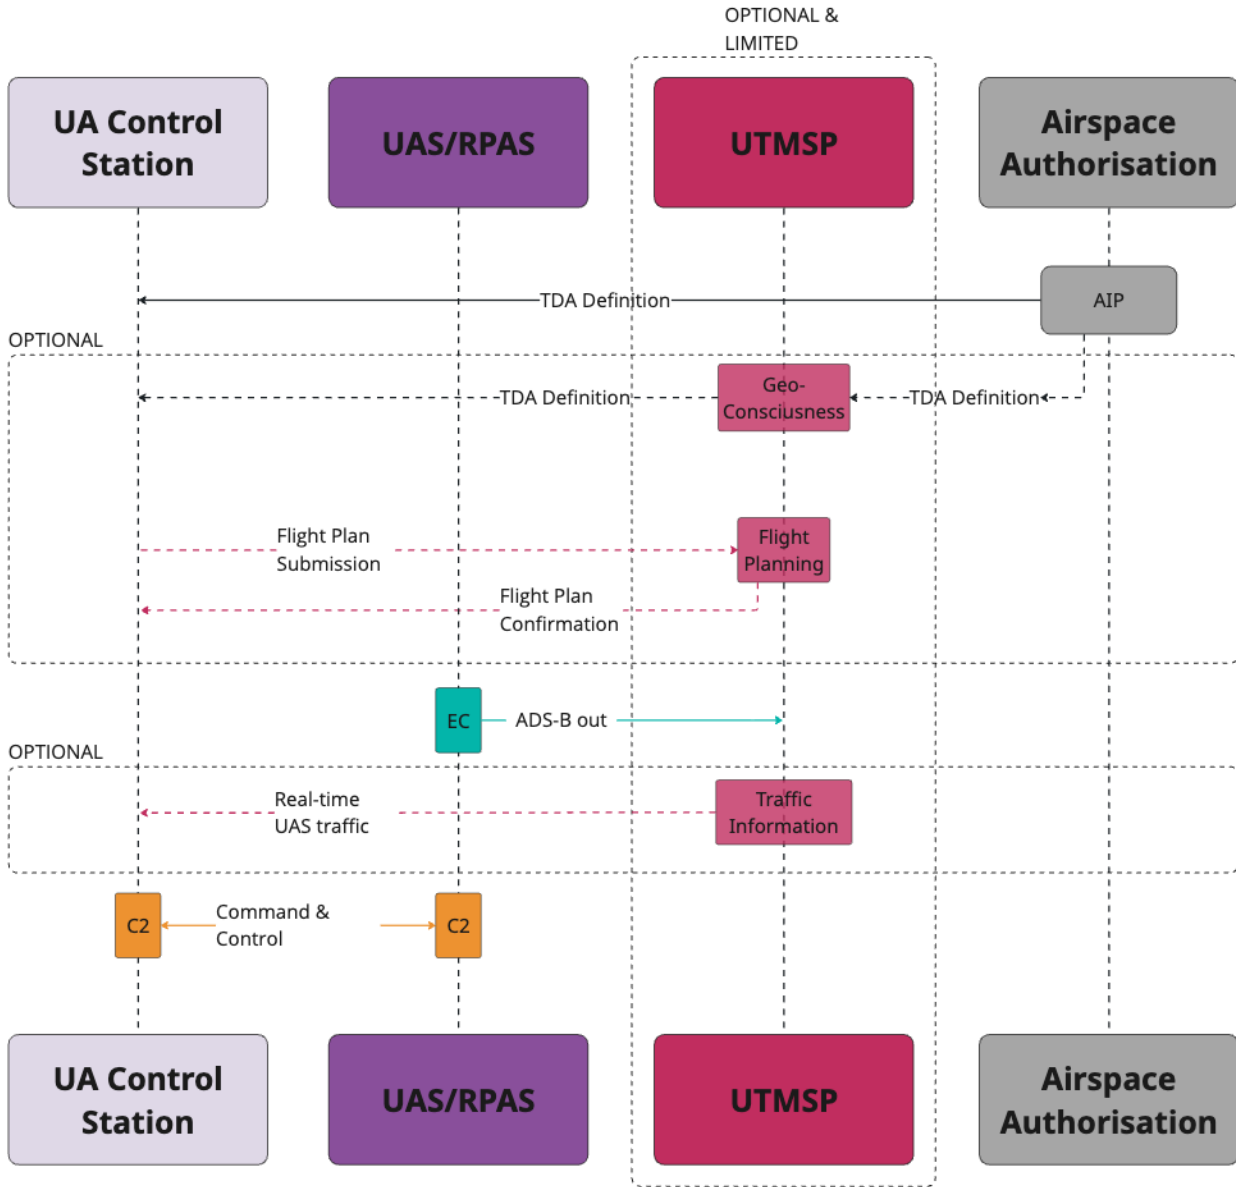 OPTIONAL &
LIMITED
UA Control
Station
UAS/RPAS
UTMSP
Airspace
Authorisation
AIP
TDA Definition
OPTIONAL
Geo-
Consciusness
TDA Definition
TDA Definition
Flight Plan
Submission
Flight
Planning
Flight Plan
Confirmation
EC
ADS-B out
OPTIONAL
Real-time
UAS traffic
Traffic
Information
C2
Command &
Control
C2
UA Control
Station
UAS/RPAS
UTMSP
Airspace
Authorisation